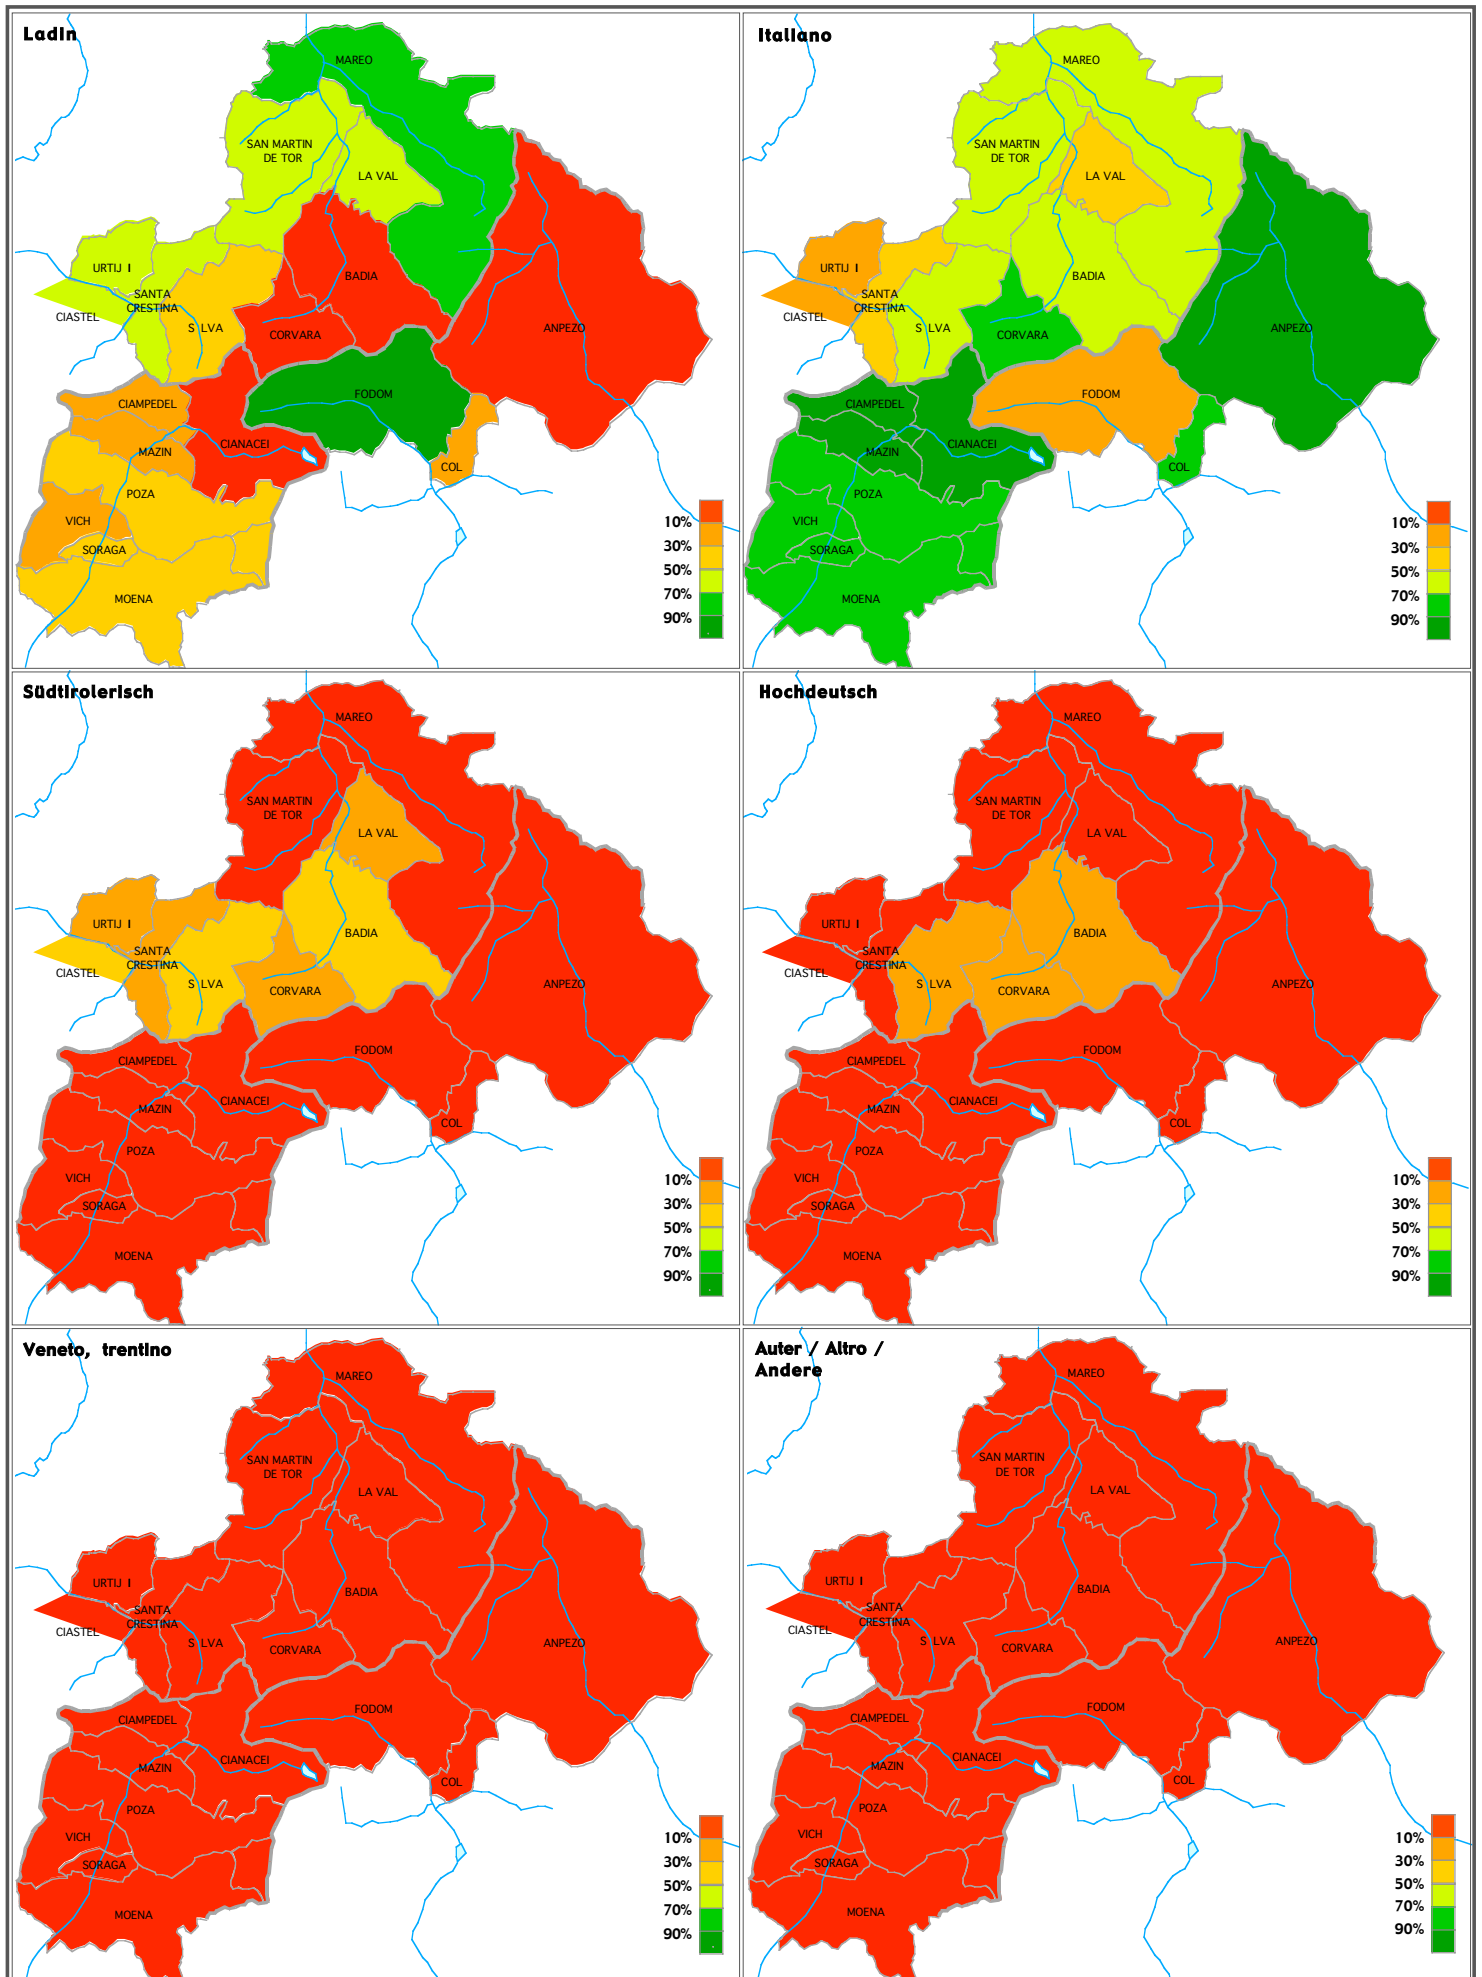 Ladin
MAREO
SAN MARTIN
DE TOR
LA VAL
URTIJ I
SANTA
CRESTINA
CIASTEL
S LVA
BADIA
CORVARA
ANPEZO
FODOM
CIAMPEDEL
CIANACEI
MAZIN
COL
POZA
VICH
SORAGA
MOENA
10%
30%
50%
70%
90%
Italiano
MAREO
SAN MARTIN
DE TOR
LA VAL
URTIJ I
SANTA
CRESTINA
CIASTEL
S LVA
BADIA
CORVARA
ANPEZO
FODOM
CIAMPEDEL
CIANACEI
MAZIN
COL
POZA
VICH
SORAGA
MOENA
10%
30%
50%
70%
90%
Südtirolerisch
MAREO
SAN MARTIN
DE TOR
LA VAL
URTIJ I
SANTA
CRESTINA
CIASTEL
S LVA
BADIA
CORVARA
ANPEZO
FODOM
CIAMPEDEL
CIANACEI
MAZIN
COL
POZA
VICH
SORAGA
MOENA
10%
30%
50%
70%
90%
Hochdeutsch
MAREO
SAN MARTIN
DE TOR
LA VAL
URTIJ I
SANTA
CRESTINA
CIASTEL
S LVA
BADIA
CORVARA
ANPEZO
FODOM
CIAMPEDEL
CIANACEI
MAZIN
COL
POZA
VICH
SORAGA
MOENA
10%
30%
50%
70%
90%
Veneto, trentino
MAREO
SAN MARTIN
DE TOR
LA VAL
URTIJ I
SANTA
CRESTINA
CIASTEL
S LVA
BADIA
CORVARA
ANPEZO
FODOM
CIAMPEDEL
CIANACEI
MAZIN
COL
POZA
VICH
SORAGA
MOENA
10%
30%
50%
70%
90%
Auter / Altro /
Andere
MAREO
SAN MARTIN
DE TOR
LA VAL
URTIJ I
SANTA
CRESTINA
CIASTEL
S LVA
BADIA
CORVARA
ANPEZO
FODOM
CIAMPEDEL
CIANACEI
MAZIN
COL
POZA
VICH
SORAGA
MOENA
10%
30%
50%
70%
90%